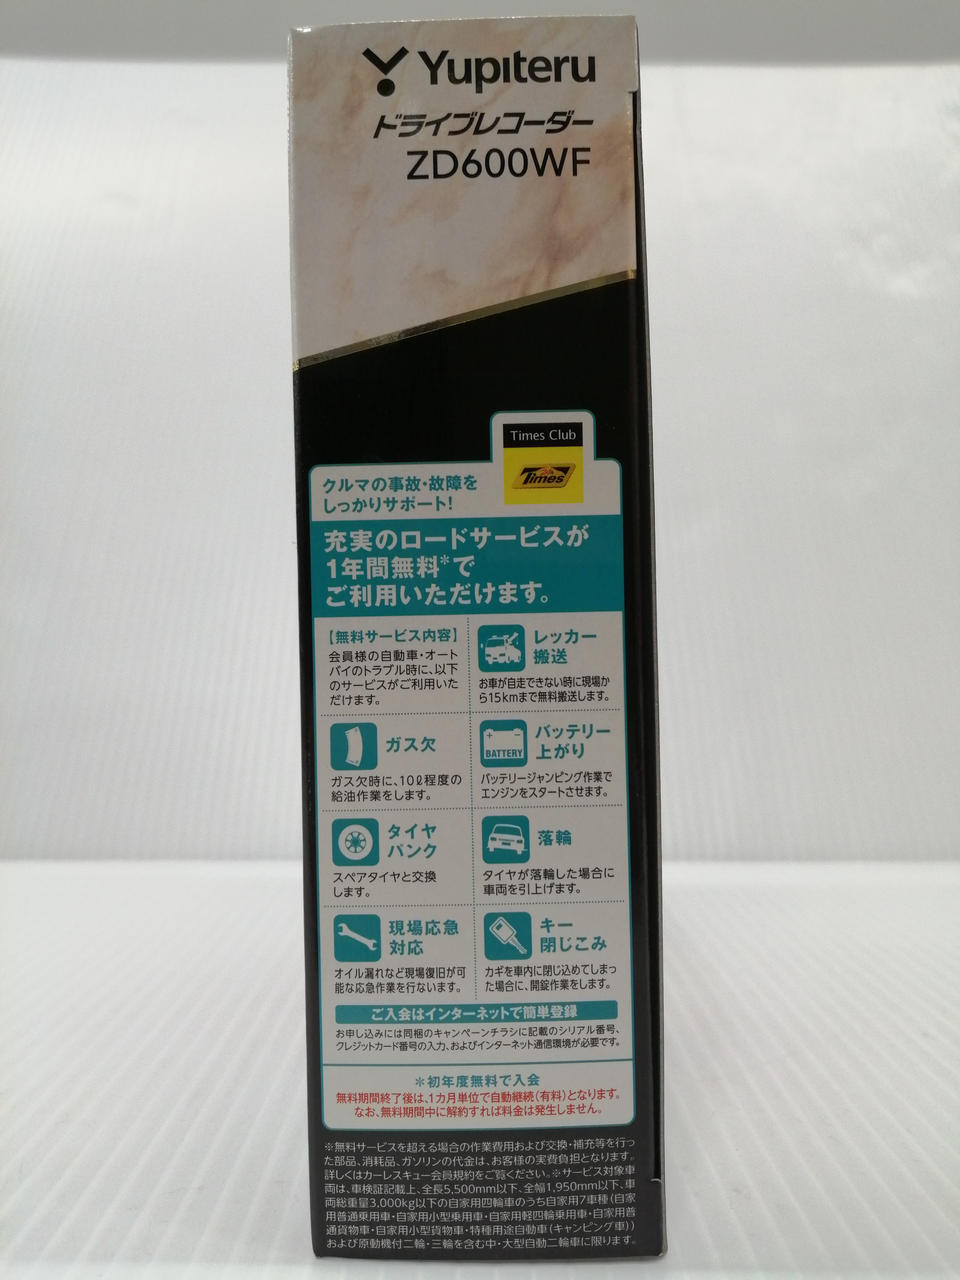 Yupiteru
ドライブレコーダー
ZD600WF
Times Club
Times
クルマの事故・故障を
しっかりサポート!
充実のロードサービスが
1年間無料*で
ご利用いただけます。
【無料サービス内容】
会員様の自動車・オート
バイのトラブル時に、以下
のサービスがご利用いた
だけます。
レッカー
搬送
お車が自走できない時に現場か
ら15kmまで無料搬送します。
ガス欠
ガス欠時に、10ℓ程度の
給油作業をします。
BATTERY
バッテリー
上がり
バッテリージャンピング作業で
エンジンをスタートさせます。
タイヤ
パンク
スペアタイヤと交換
します。
落輪
タイヤが落輪した場合に
車両を引上げます。
現場応急
対応
オイル漏れなど現場復旧が可
能な応急作業を行ないます。
キー
閉じこみ
カギを車内に閉じ込めてしまっ
た場合に、開錠作業をします。
ご入会はインターネットで簡単登録
お申し込みには同梱のキャンペーンチラシに記載のシリアル番号、
クレジットカード番号の入力、およびインターネット通信環境が必要です。
*初年度無料で入会
無料期間終了後は、1カ月単位で自動継続(有料)となります。
なお、無料期間中に解約すれば料金は発生しません。
※無料サービスを超える場合の作業費用および交換・補充等を行っ
た部品、消耗品、ガソリンの代金は、お客様の実費負担となります。
詳しくはカーレスキュー会員規約をご覧ください。※サービス対象車
両は、車検証記載上、全長5,500mm以下、全幅1,950mm以下、車
両総重量3,000kg以下の自家用四輪車のうち自家用7車種(自家
用普通乗用車・自家用小型乗用車・自家用軽四輪乗用車・自家用普
通貨物車・自家用小型貨物車・特種用途自動車(キャンピング車))
および原動機付二輪・三輪を含む中・大型自動二輪車に限ります。